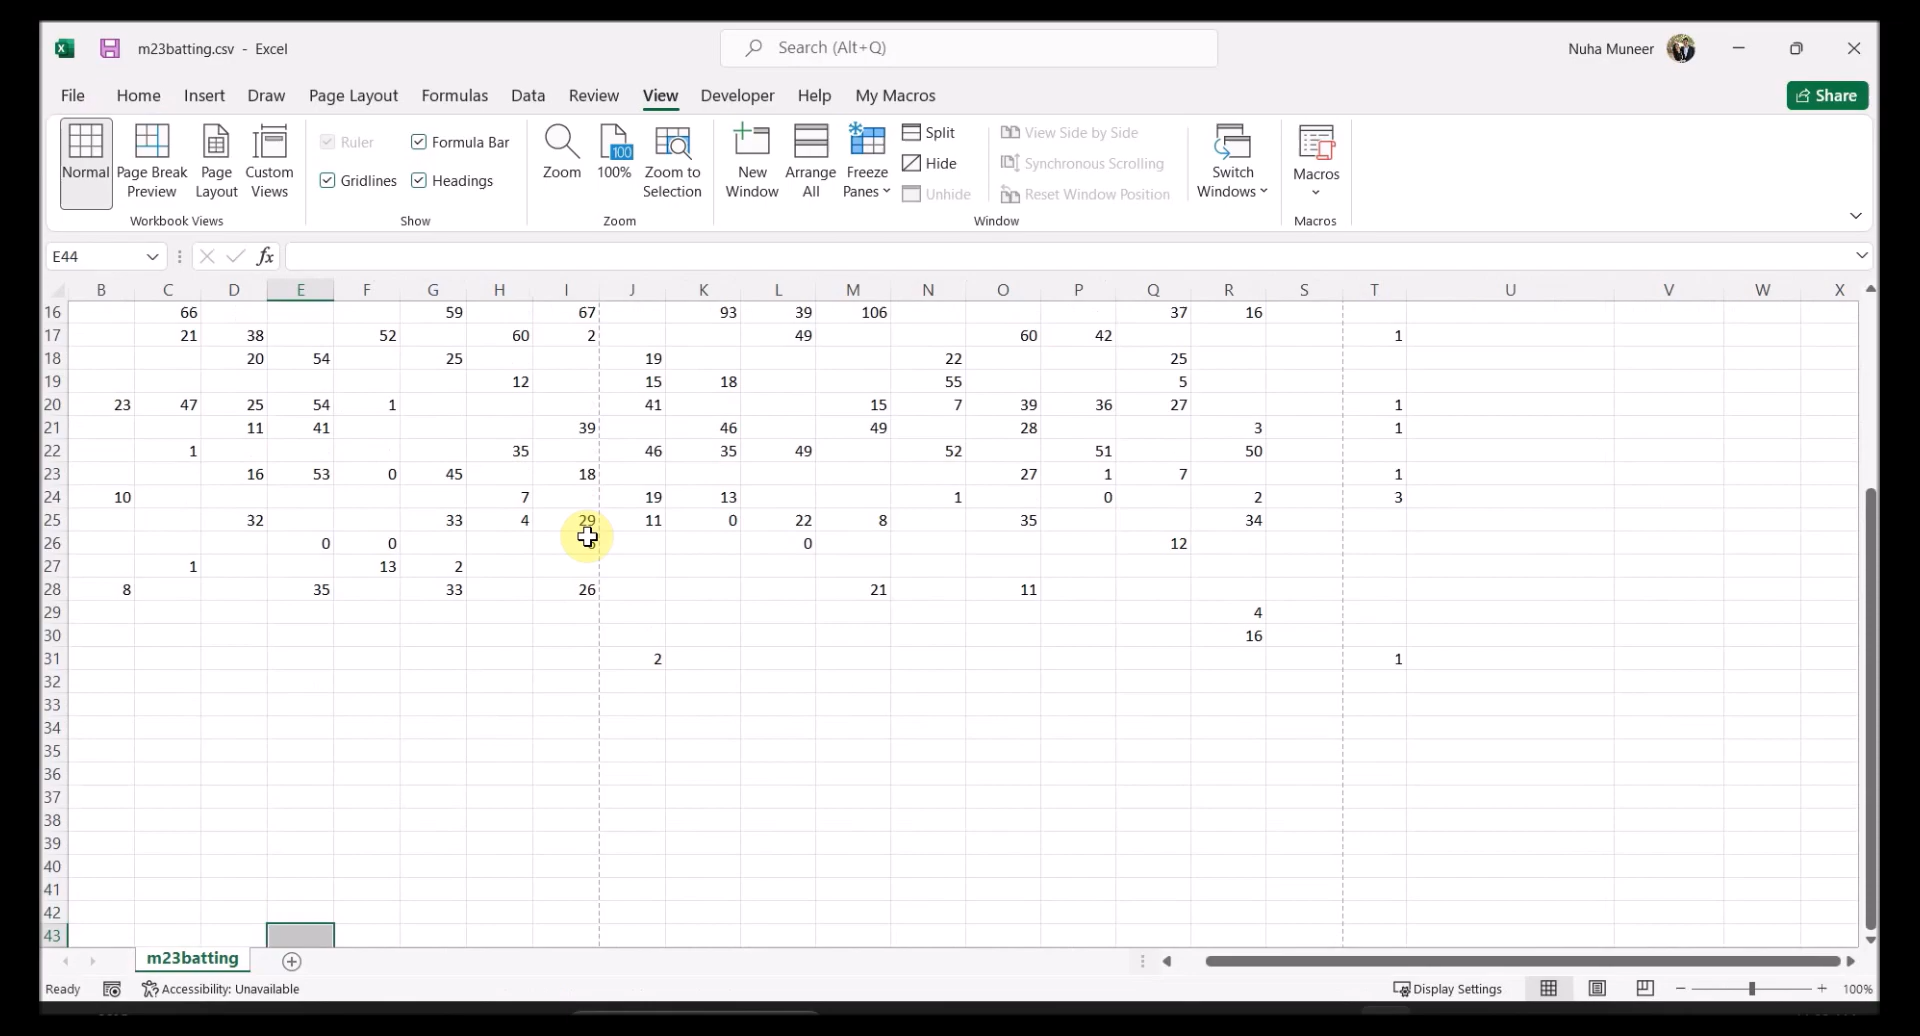 m23batting.csv - Excel
Search (Alt+Q)
Nuha Muneer
File Home Insert Draw Page Layout Formulas Data Review View Developer Help My Macros
Share
Normal
Page Break Preview
Page Layout
Custom Views
Workbook Views
Ruler
Formula Bar
Gridlines
Headings
Show
Zoom
100
100%
Zoom to Selection
Zoom
New Window
Arrange All
Freeze Panes
Split
Hide
Unhide
View Side by Side
Synchronous Scrolling
Reset Window Position
Window
Switch Windows
Macros
Macros
E44
fx
B C D E F G H I J K L M N O P Q R S T U V W X
16 66 59 67 93 39 106 37 16
17 21 38 52 60 2 49 60 42 1
18 20 54 25 19 22 25
19 12 15 18 55 5
20 23 47 25 54 1 41 15 7 39 36 27 1
21 11 41 39 46 49 28 3 1
22 1 35 46 35 49 52 51 50
23 16 53 0 45 18 27 1 7 1
24 10 7 19 13 1 0 2 3
25 32 33 4 29 11 0 22 8 35 34
26 0 0 0 12
27 1 13 2
28 8 35 33 26 21 11
29 4
30 16
31 2 1
32
33
34
35
36
37
38
39
40
41
42
43
m23batting
Ready
Accessibility: Unavailable
Display Settings
100%